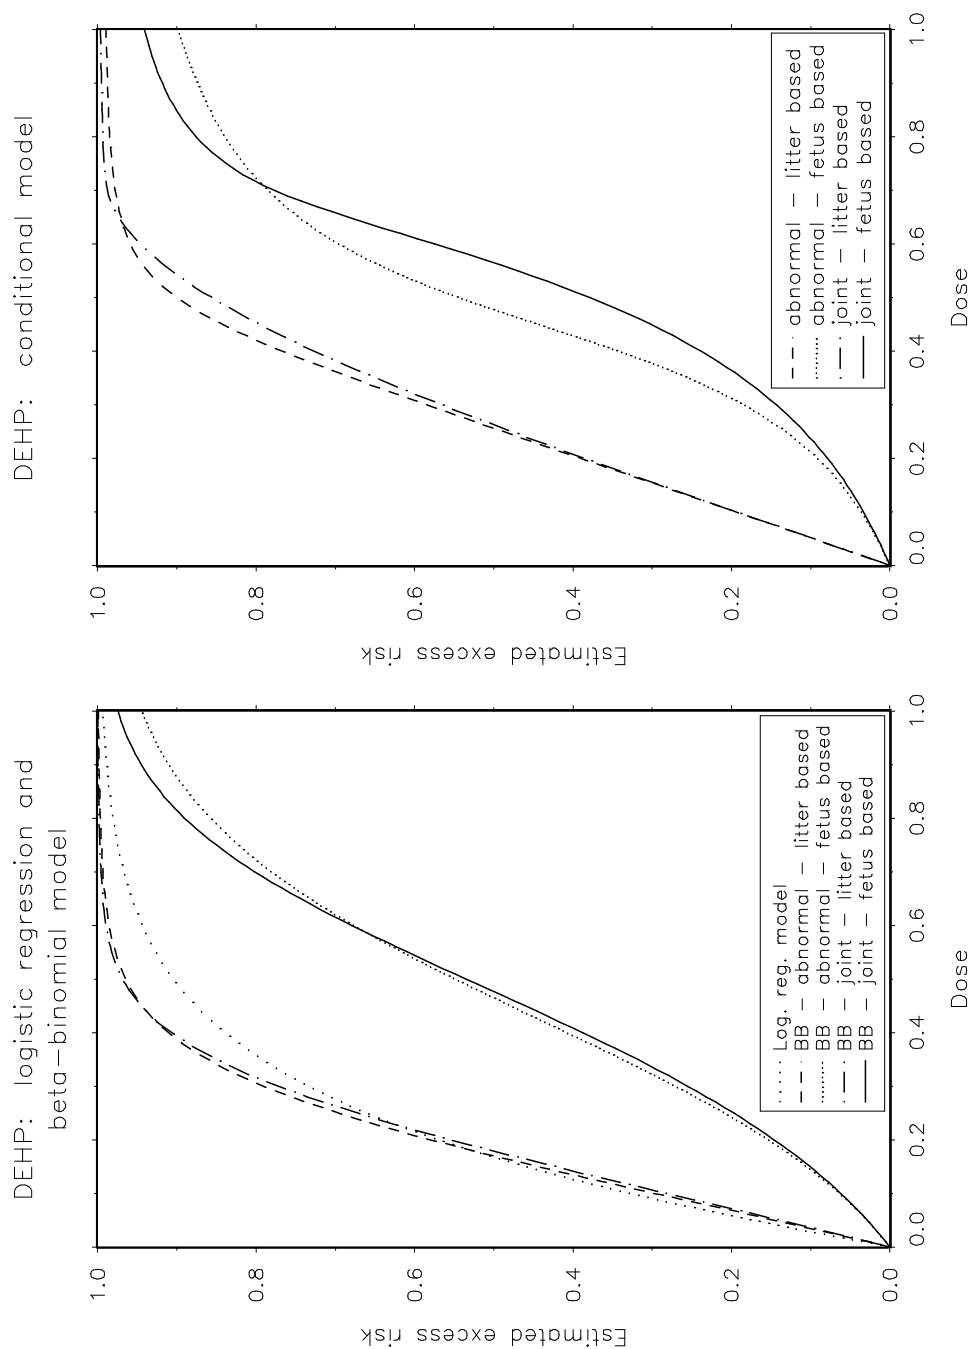 DEHP: logistic regression and
beta-binomial model
Estimated excess risk
1.0
0.8
0.6
0.4
0.2
0.0
0.0 0.2 0.4 0.6 0.8 1.0
Dose
Log. reg. model
BB - abnormal - litter based
BB - abnormal - fetus based
BB - joint - litter based
BB - joint - fetus based
DEHP: conditional model
Estimated excess risk
1.0
0.8
0.6
0.4
0.2
0.0
0.0 0.2 0.4 0.6 0.8 1.0
Dose
abnormal - litter based
abnormal - fetus based
joint - litter based
joint - fetus based